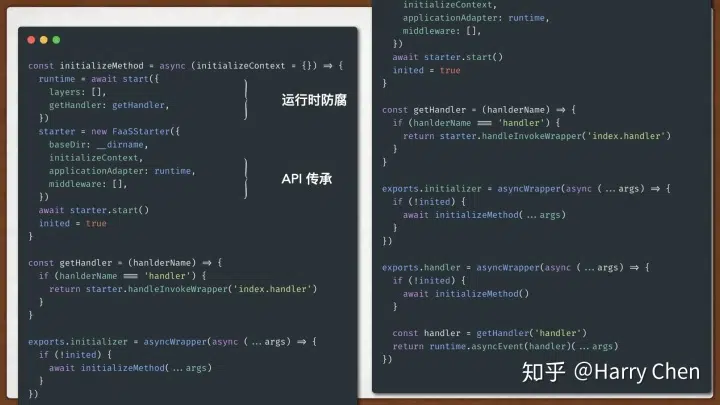 const initializeMethod = async (initializeContext = {}) => {
  runtime = await start({
    layers: [],
    getHandler: getHandler,
  })
  starter = new FaaSStarter({
    baseDir: __dirname,
    initializeContext,
    applicationAdapter: runtime,
    middleware: [],
  })
  await starter.start()
  inited = true
}
const getHandler = (hanlderName) => {
  if (hanlderName === 'handler') {
    return starter.handleInvokeWrapper('index.handler')
  }
}
exports.initializer = asyncWrapper(async (...args) => {
  if (!inited) {
    await initializeMethod(...args)
  }
})
运行时防腐
API 传承
    initializeContext,
    applicationAdapter: runtime,
    middleware: [],
  })
  await starter.start()
  inited = true
}
const getHandler = (hanlderName) => {
  if (hanlderName === 'handler') {
    return starter.handleInvokeWrapper('index.handler')
  }
}
exports.initializer = asyncWrapper(async (...args) => {
  if (!inited) {
    await initializeMethod(...args)
  }
})
exports.handler = asyncWrapper(async (...args) => {
  if (!inited) {
    await initializeMethod()
  }
  const handler = getHandler('handler')
  return runtime.asyncEvent(handler)(...args)
})
知乎 @Harry Chen